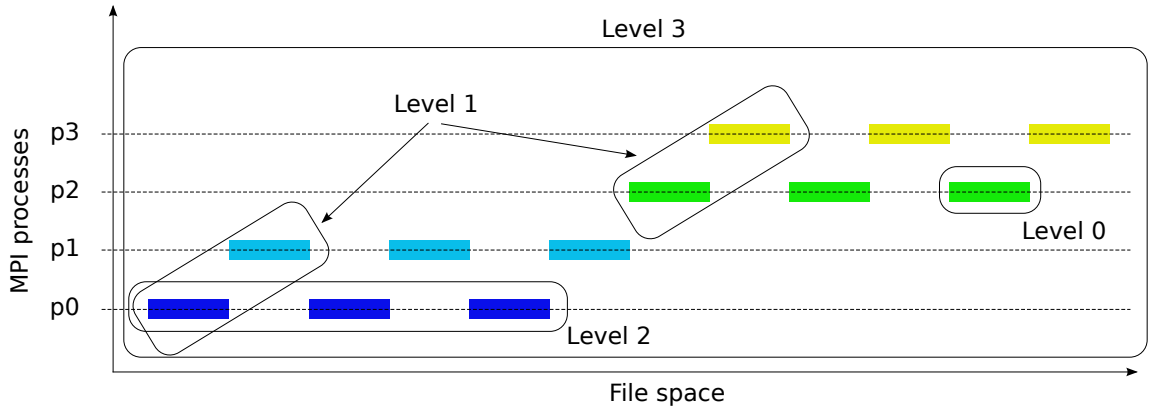 Level 3
Level 1
p3
p2
Level 0
p1
p0
Level 2
MPI processes
File space